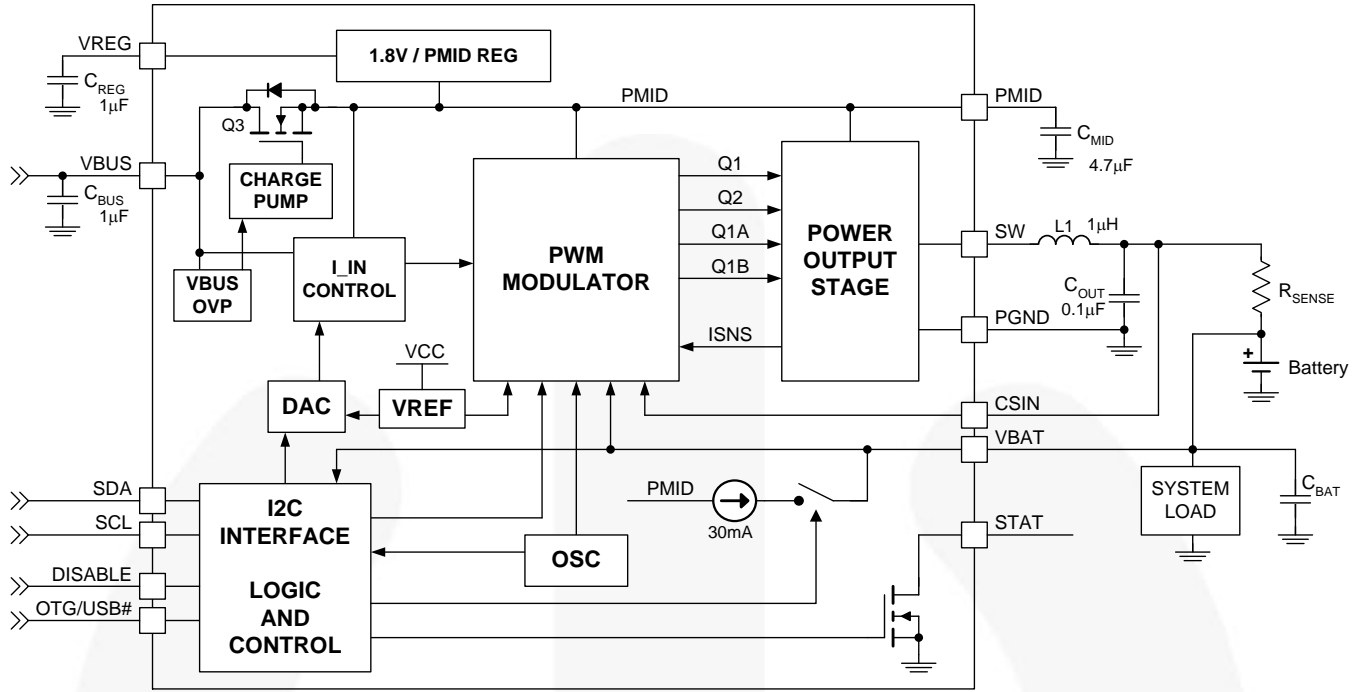 VREG
1.8V / PMID REG
C_REG
1µF
PMID
PMID
Q3
C_MID
4.7µF
VBUS
CHARGE
PUMP
C_BUS
1µF
Q1
Q2
Q1A
Q1B
PWM
MODULATOR
POWER
OUTPUT
STAGE
SW
L1
1µH
I_IN
CONTROL
VBUS
OVP
C_OUT
0.1µF
R_SENSE
PGND
ISNS
VCC
+
Battery
DAC
VREF
CSIN
VBAT
SDA
SCL
DISABLE
OTG/USB#
I2C
INTERFACE
LOGIC
AND
CONTROL
PMID
30mA
OSC
SYSTEM
LOAD
C_BAT
STAT